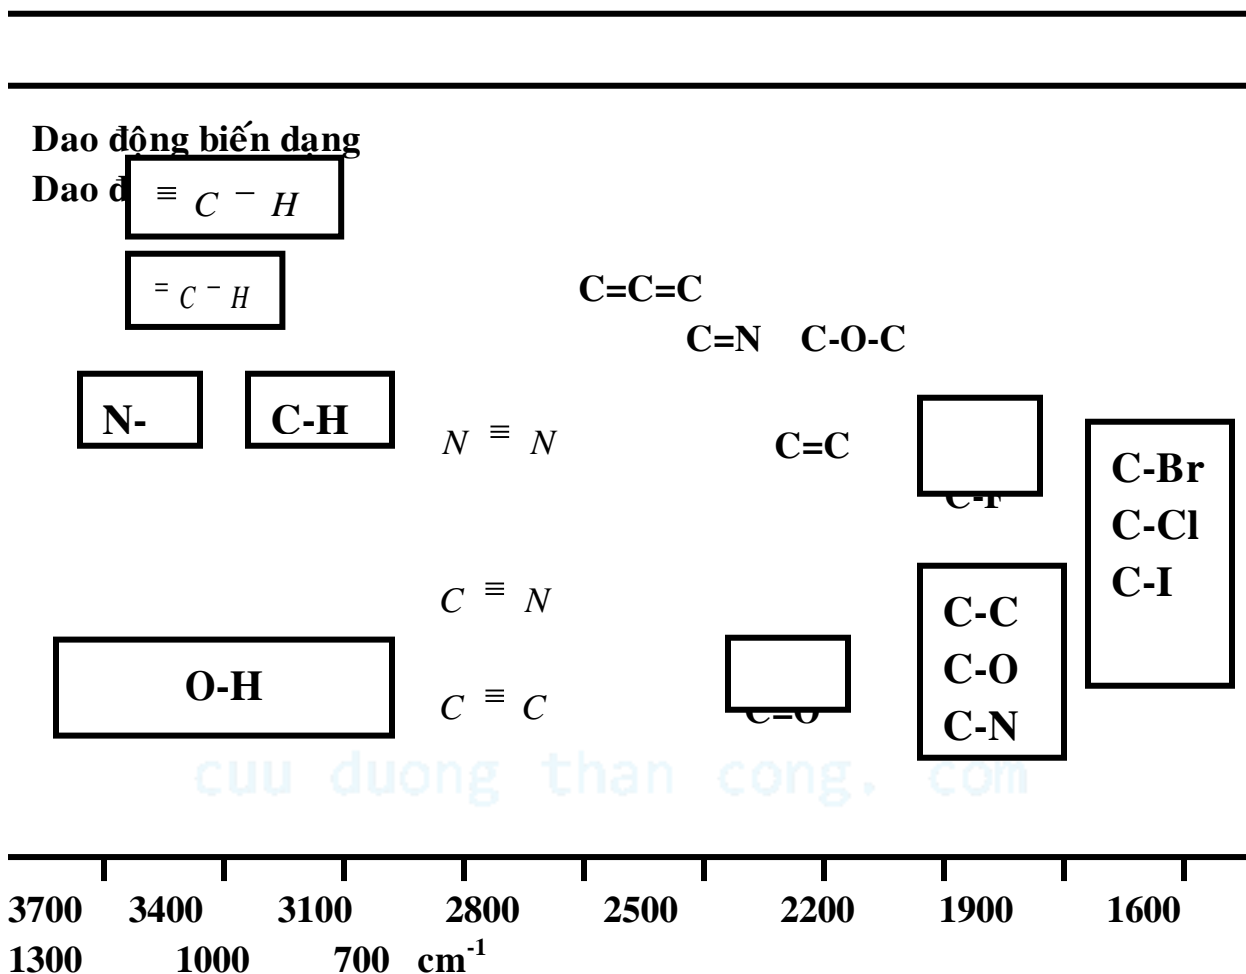 Dao động biến dạng
Dao đ
≡ C − H
= C − H
C=C=C
C=N C-O-C
N- C-H
N ≡ N
C=C
C-F
C-Br
C-Cl
C-I
C ≡ N
C-C
C-O
C-N
O-H
C ≡ C
C=O
cuu duong than cong. com
3700 3400 3100 2800 2500 2200 1900 1600
1300 1000 700 cm⁻¹